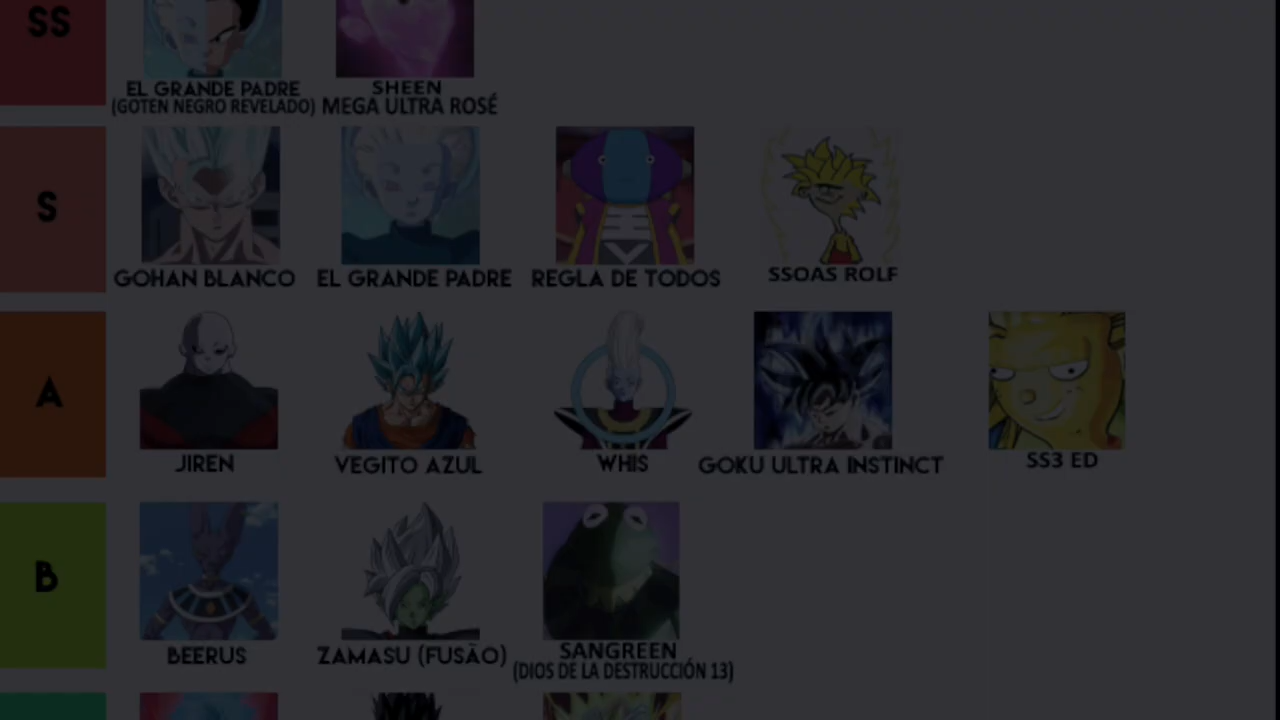 SS
EL GRANDE PADRE
(GOTEN NEGRO REVELADO)
SHEEN
MEGA ULTRA ROSÉ
S
GOHAN BLANCO
EL GRANDE PADRE
REGLA DE TODOS
SSOAS ROLF
A
JIREN
VEGITO AZUL
WHIS
GOKU ULTRA INSTINCT
SS3 ED
B
BEERUS
ZAMASU (FUSÃO)
SANGREEN
(DIOS DE LA DESTRUCCIÓN 13)